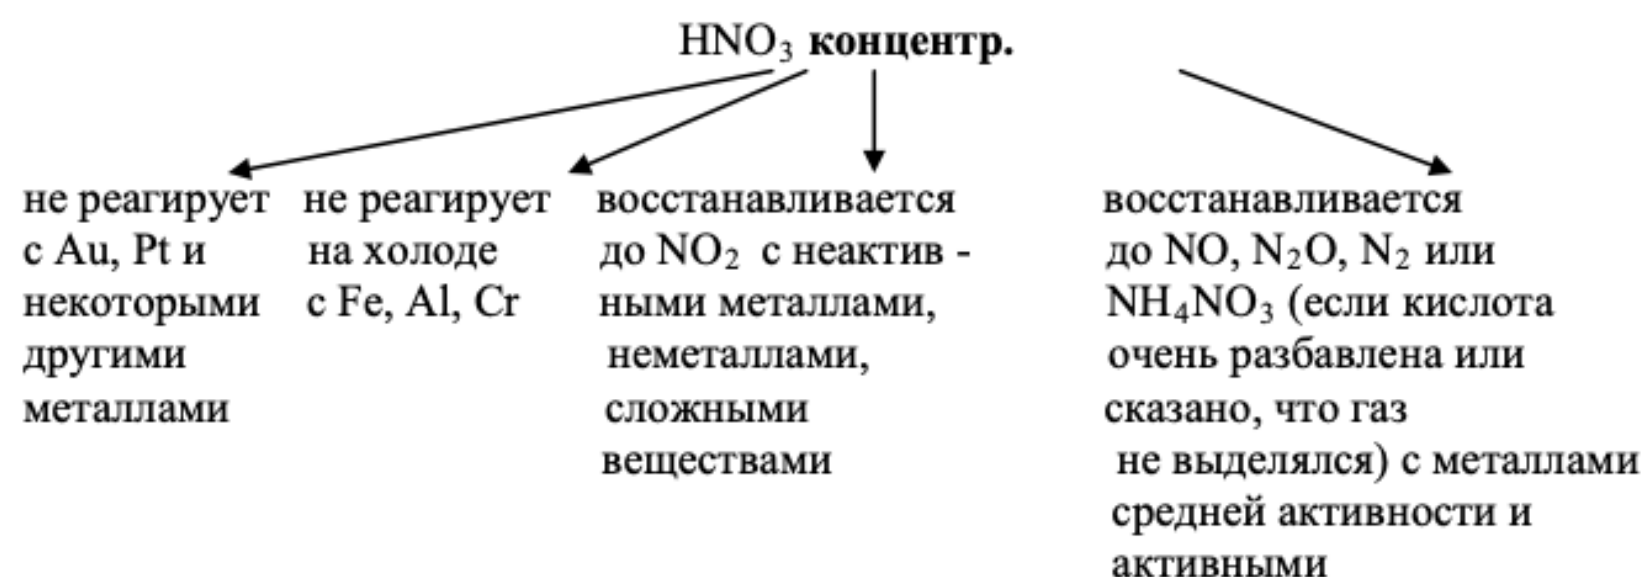 HNO₃ концентр.
не реагирует
с Au, Pt и
некоторыми
другими
металлами
не реагирует
на холоде
с Fe, Al, Cr
восстанавливается
до NO₂ с неактив -
ными металлами,
неметаллами,
сложными
веществами
восстанавливается
до NO, N₂O, N₂ или
NH₄NO₃ (если кислота
очень разбавлена или
сказано, что газ
не выделялся) с металлами
средней активности и
активными